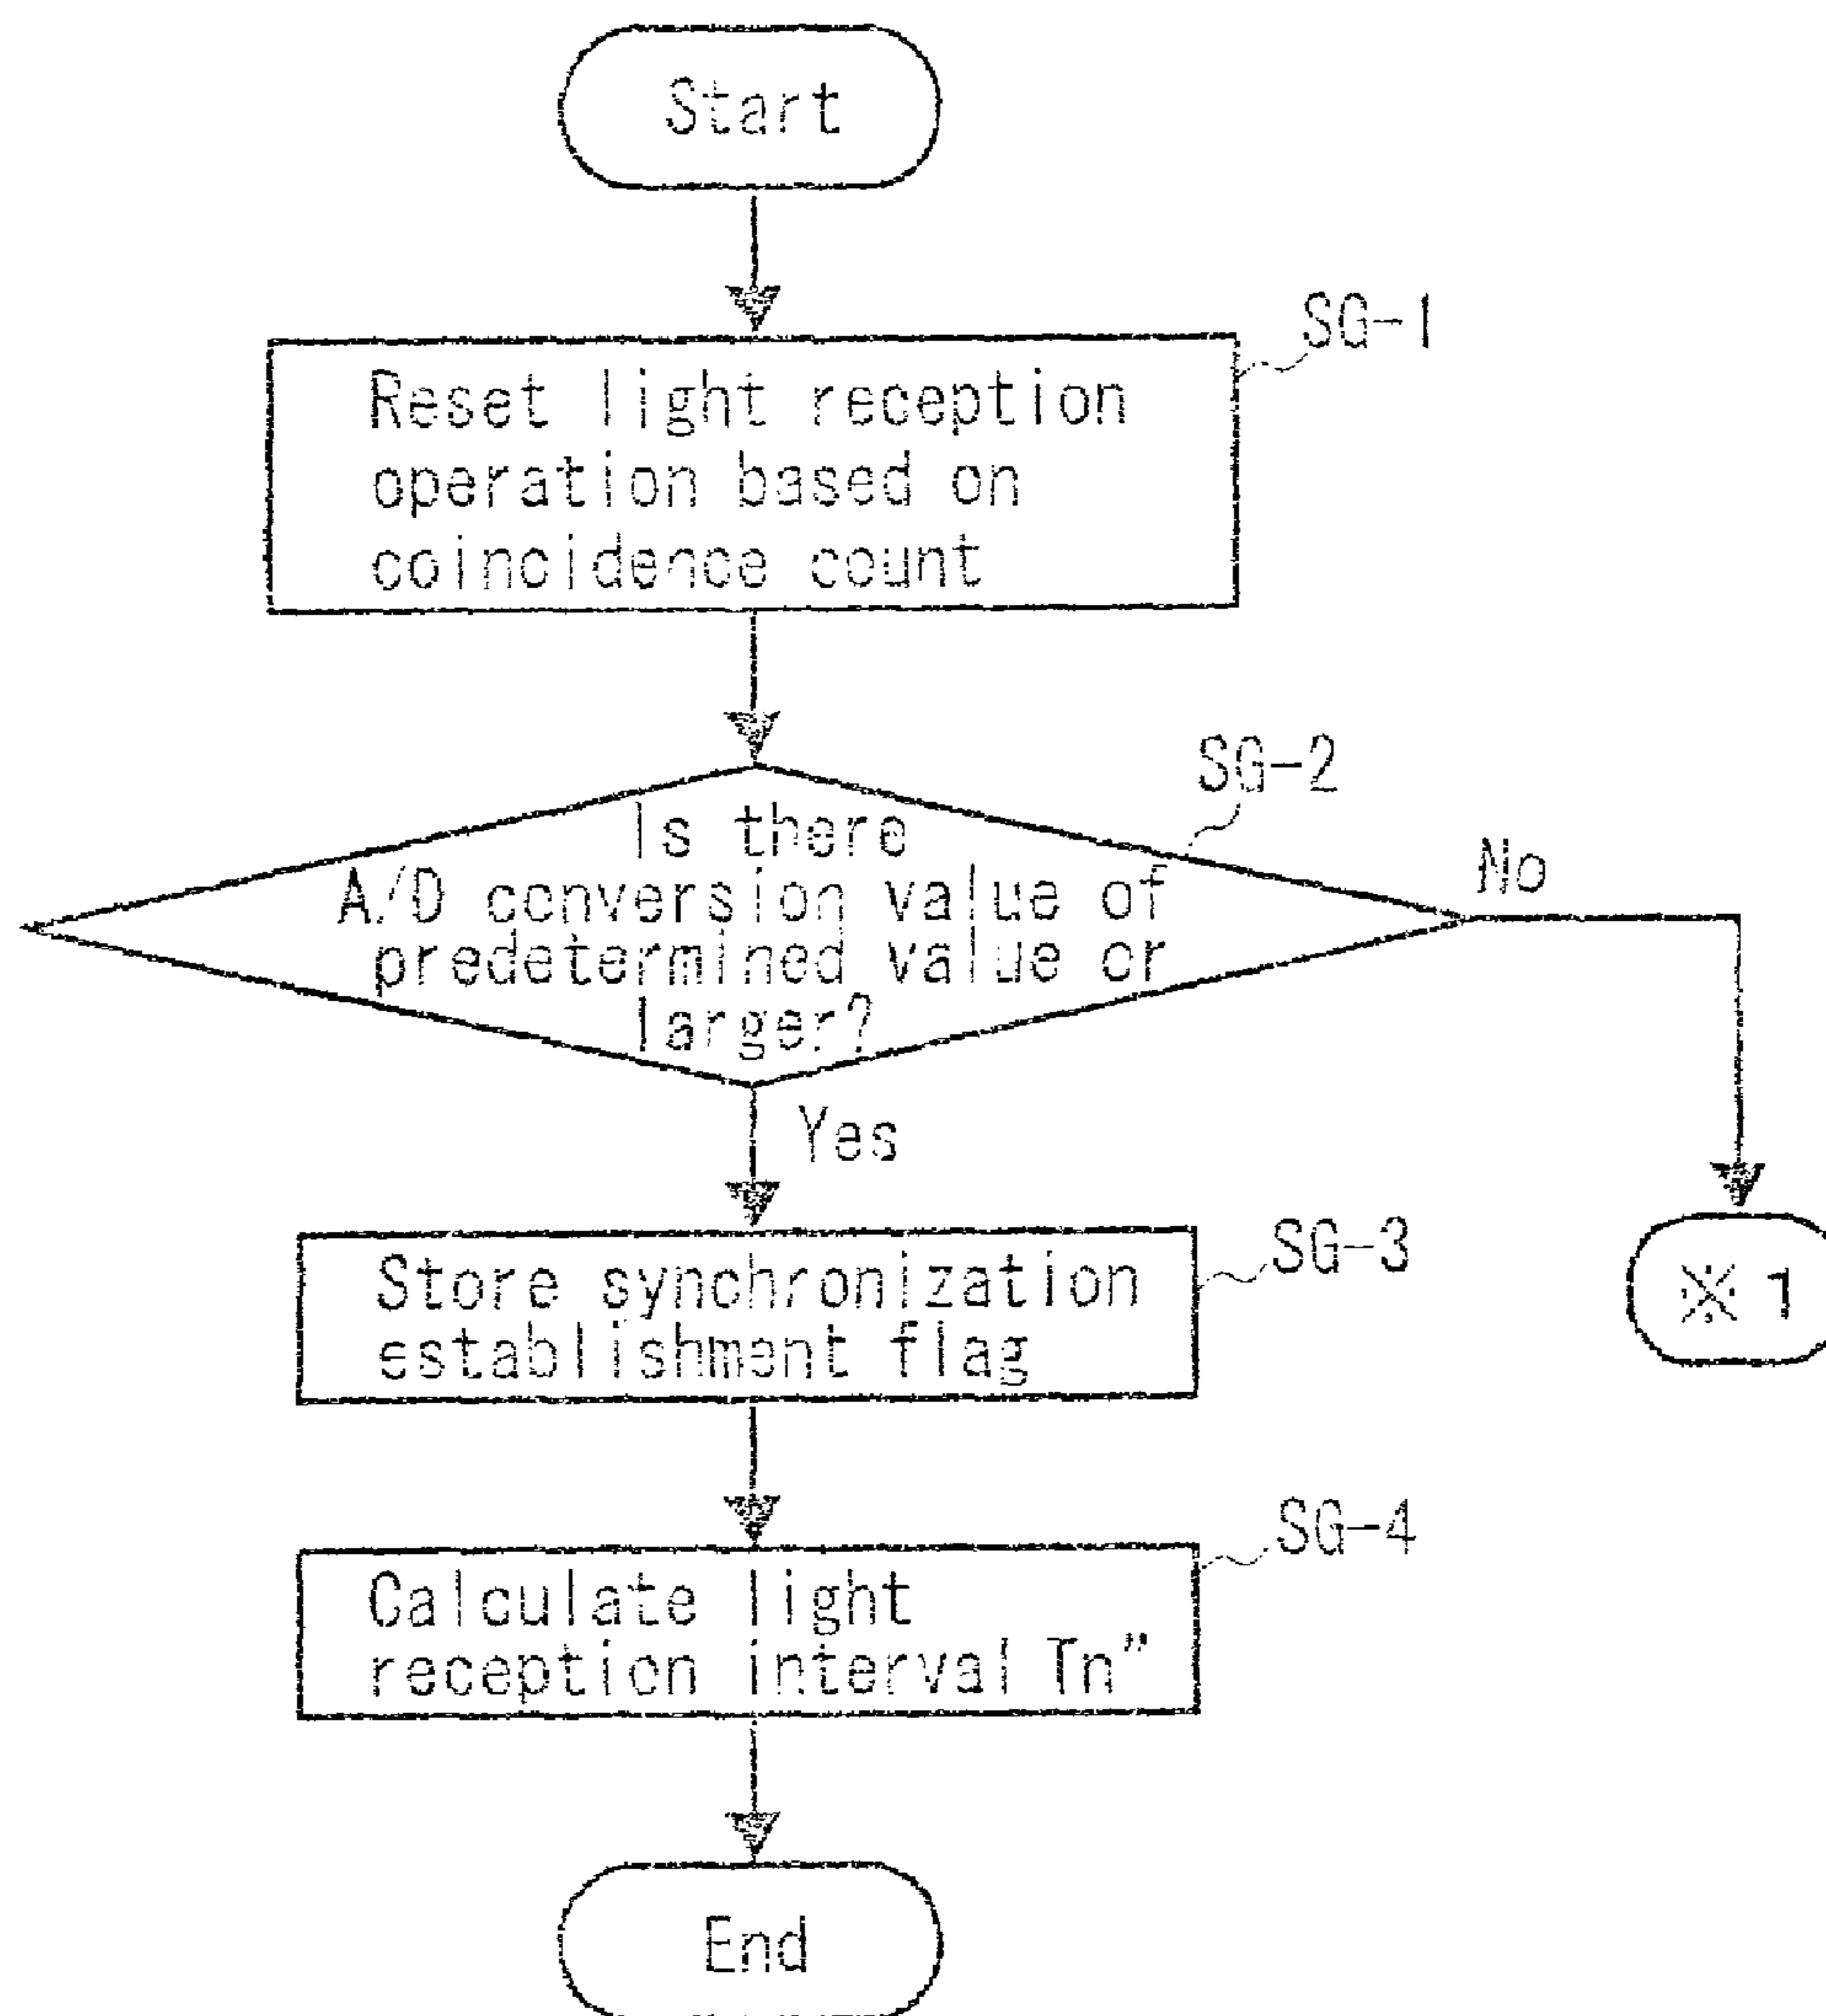 Start
SG-1
Reset light reception
operation based on
coincidence count
SG-2
Is there
A/D conversion value of
predetermined value or
larger?
No
Yes
SG-3
Store synchronization
establishment flag
※1
SG-4
Calculate light
reception interval Tn"
End